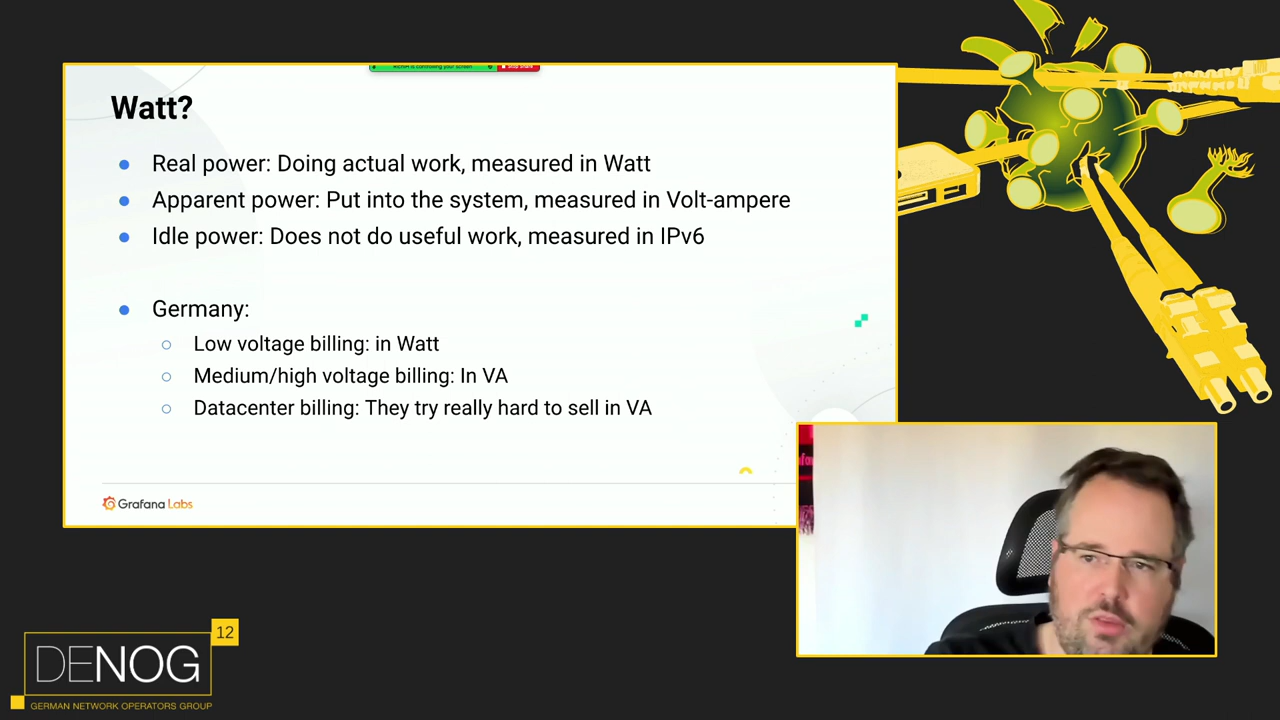 Watt?
Real power: Doing actual work, measured in Watt
Apparent power: Put into the system, measured in Volt-ampere
Idle power: Does not do useful work, measured in IPv6
Germany:
Low voltage billing: in Watt
Medium/high voltage billing: In VA
Datacenter billing: They try really hard to sell in VA
Grafana Labs
12
DENOG
GERMAN NETWORK OPERATORS GROUP